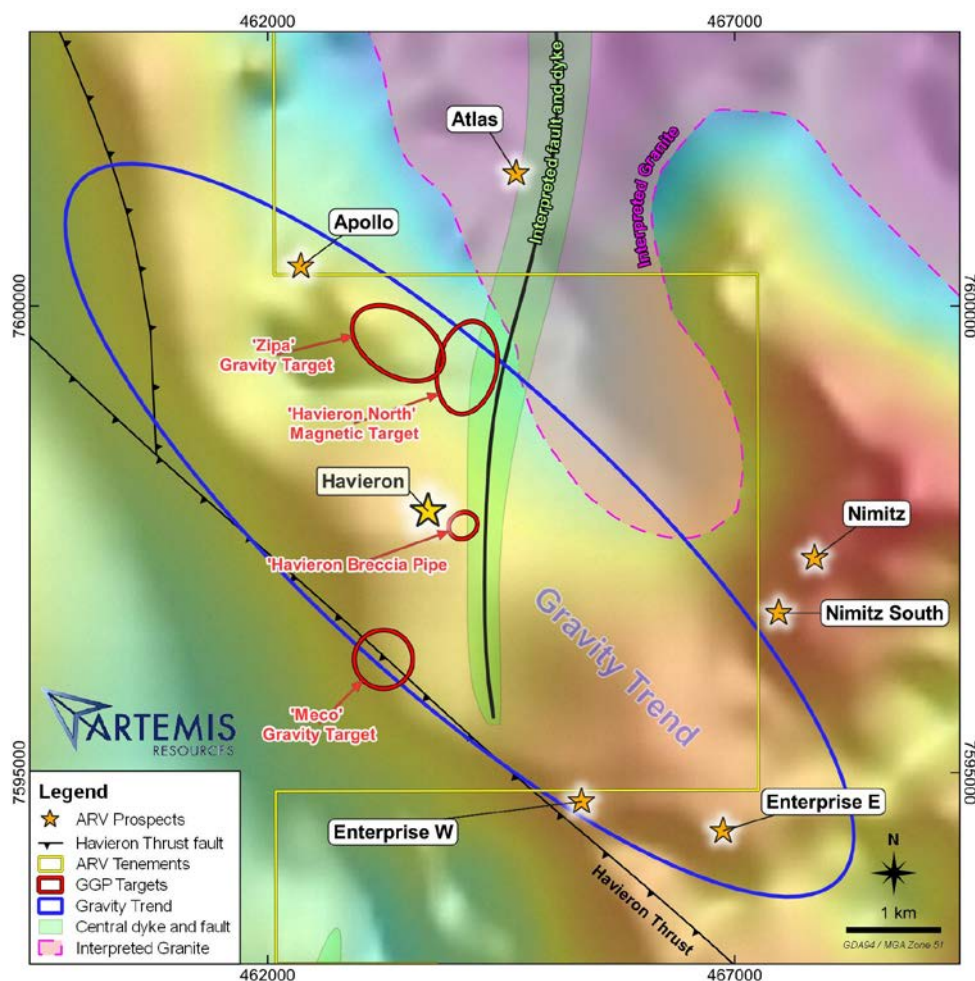 462000
467000
Interpreted fault and dyke
Atlas
Interpreted Granite
Apollo
7600000
7600000
'Zipa'
Gravity Target
'Havieron North'
Magnetic Target
Havieron
Nimitz
'Havieron Breccia Pipe
Nimitz South
Gravity Trend
'Meco'
Gravity Target
ARTEMIS
RESOURCES
7595000
7595000
Legend
ARV Prospects
Havieron Thrust fault
ARV Tenements
GGP Targets
Gravity Trend
Central dyke and fault
Interpreted Granite
Enterprise W
Enterprise E
Havieron Thrust
N
1 km
GDA94 / MGA Zone 51
462000
467000